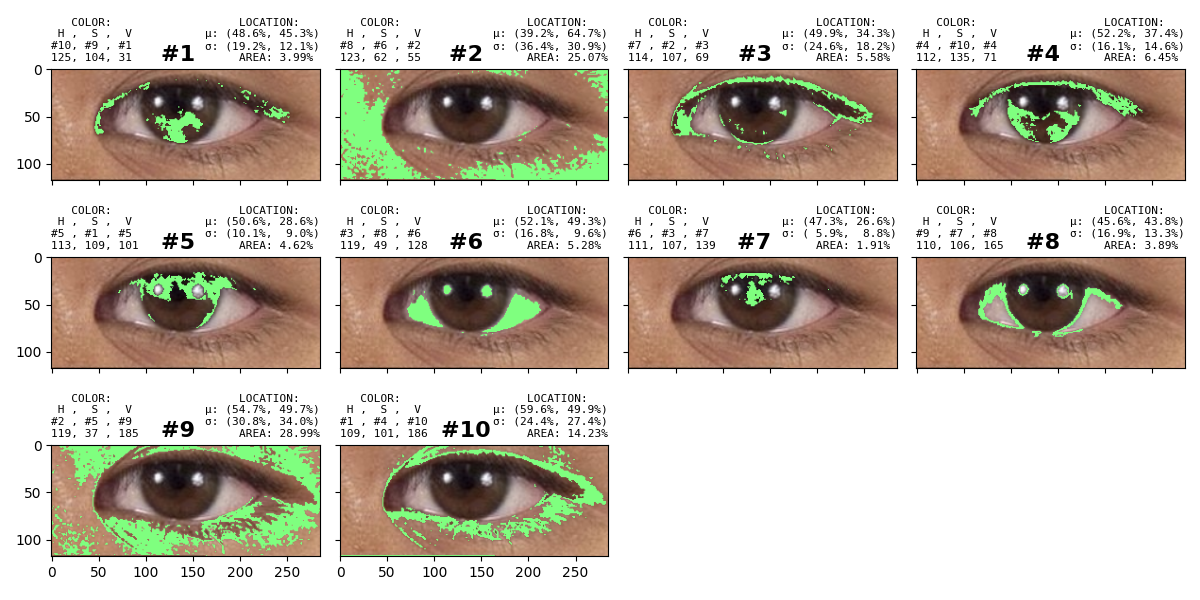 COLOR: LOCATION:
H , S , V μ: (48.6%, 45.3%)
#10, #9 , #1 σ: (19.2%, 12.1%)
125, 104, 31 #1 AREA: 3.99%
COLOR: LOCATION:
H , S , V μ: (39.2%, 64.7%)
#8 , #6 , #2 σ: (36.4%, 30.9%)
123, 62 , 55 #2 AREA: 25.07%
COLOR: LOCATION:
H , S , V μ: (49.9%, 34.3%)
#7 , #2 , #3 σ: (24.6%, 18.2%)
114, 107, 69 #3 AREA: 5.58%
COLOR: LOCATION:
H , S , V μ: (52.2%, 37.4%)
#4 , #10, #4 σ: (16.1%, 14.6%)
112, 135, 71 #4 AREA: 6.45%
0
50
100
COLOR: LOCATION:
H , S , V μ: (50.6%, 28.6%)
#5 , #1 , #5 σ: (10.1%, 9.0%)
113, 109, 101 #5 AREA: 4.62%
COLOR: LOCATION:
H , S , V μ: (52.1%, 49.3%)
#3 , #8 , #6 σ: (16.8%, 9.6%)
119, 49 , 128 #6 AREA: 5.28%
COLOR: LOCATION:
H , S , V μ: (47.3%, 26.6%)
#6 , #3 , #7 σ: ( 5.9%, 8.8%)
111, 107, 139 #7 AREA: 1.91%
COLOR: LOCATION:
H , S , V μ: (45.6%, 43.8%)
#9 , #7 , #8 σ: (16.9%, 13.3%)
110, 106, 165 #8 AREA: 3.89%
0
50
100
COLOR: LOCATION:
H , S , V μ: (54.7%, 49.7%)
#2 , #5 , #9 σ: (30.8%, 34.0%)
119, 37 , 185 #9 AREA: 28.99%
COLOR: LOCATION:
H , S , V μ: (59.6%, 49.9%)
#1 , #4 , #10 σ: (24.4%, 27.4%)
109, 101, 186 #10 AREA: 14.23%
0
50
100
0 50 100 150 200 250
0 50 100 150 200 250